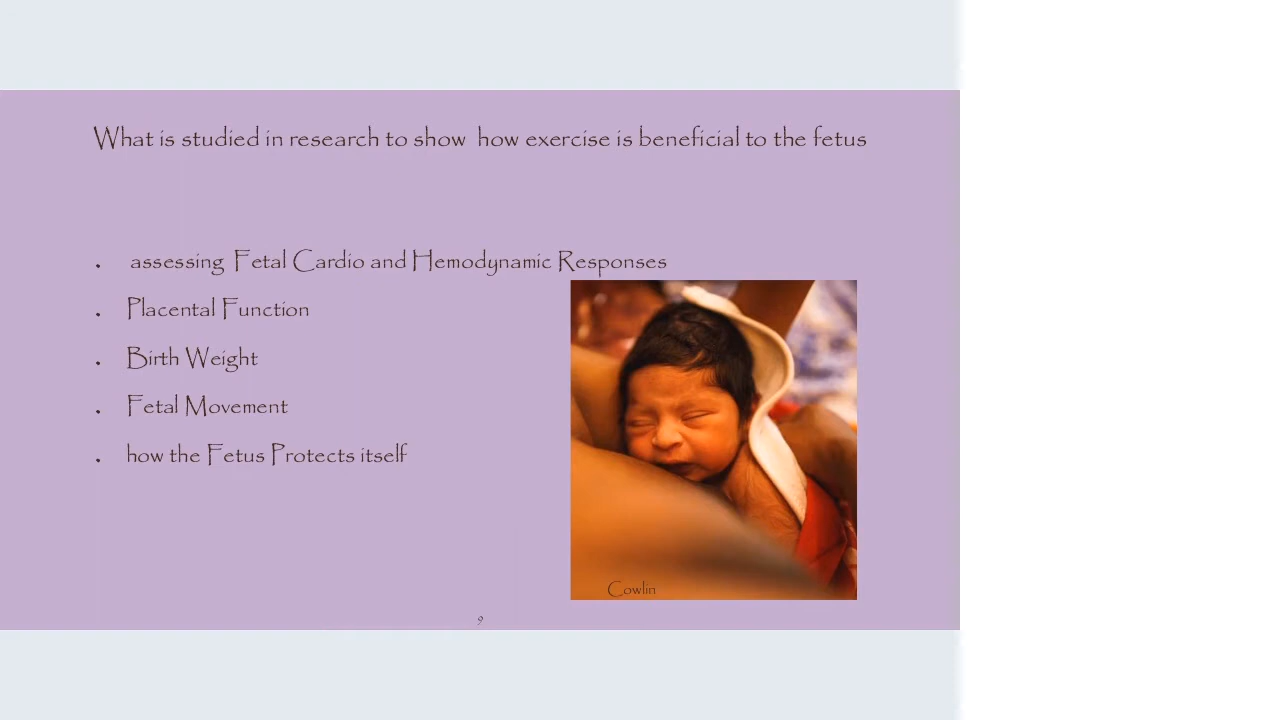 What is studied in research to show how exercise is beneficial to the fetus
. assessing Fetal Cardio and Hemodynamic Responses
. Placental Function
. Birth Weight
. Fetal Movement
. how the Fetus Protects itself
Cowlin
9